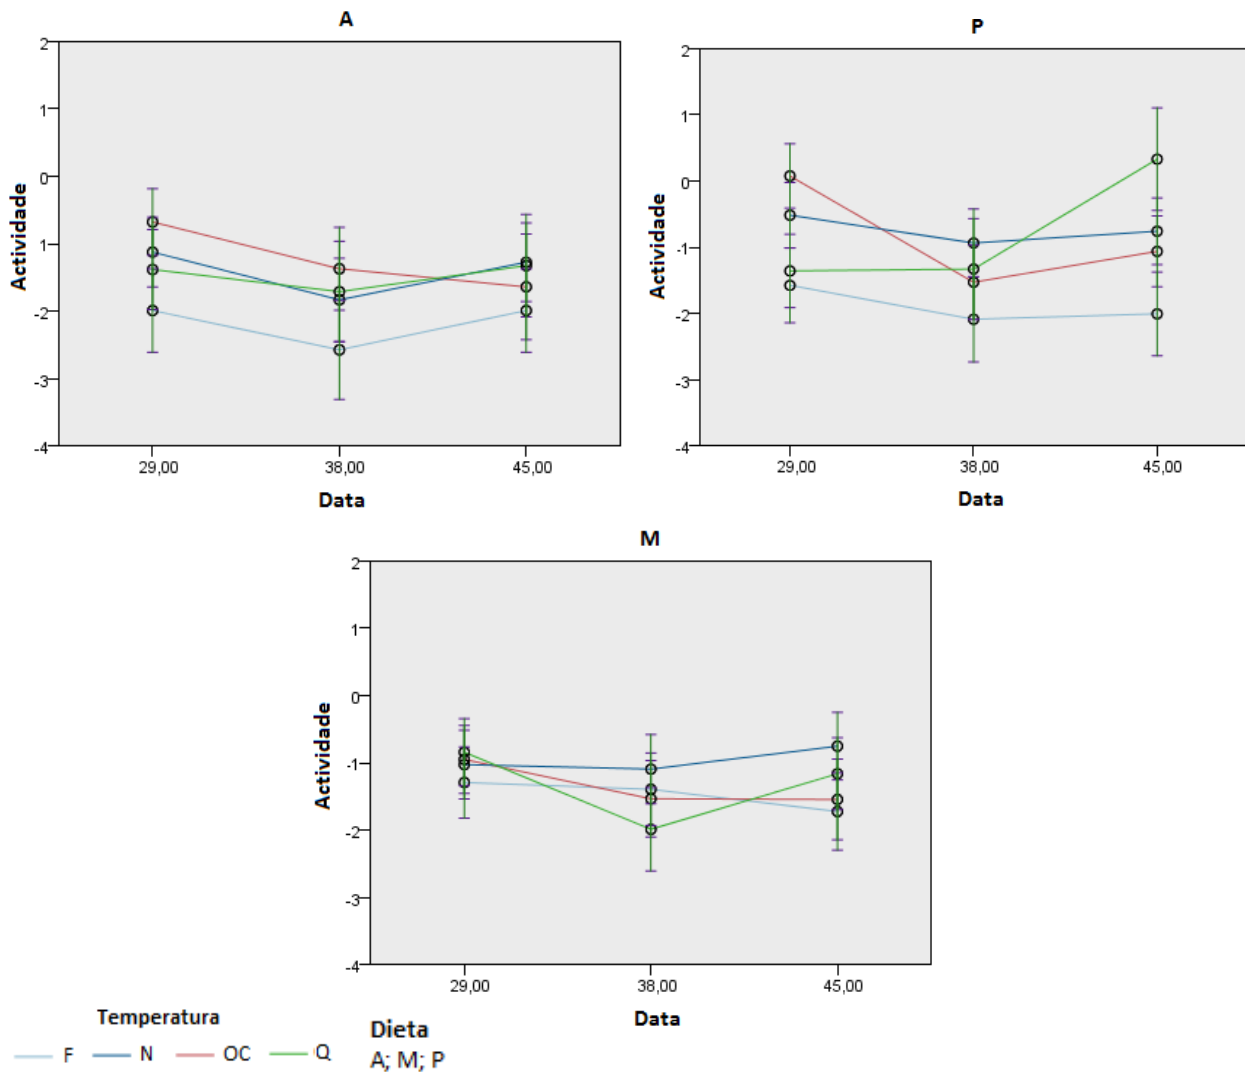 A
2
1
0
1
-2
-3
-4
Actividade
29,00 38,00 45,00
Data
P
2
1
0
-1
-2
-3
-4
Actividade
29,00 38,00 45,00
Data
M
2
1
0
-1
-2
-3
-4
Actividade
29,00 38,00 45,00
Data
Temperatura
F N OC Q
Dieta
A; M; P